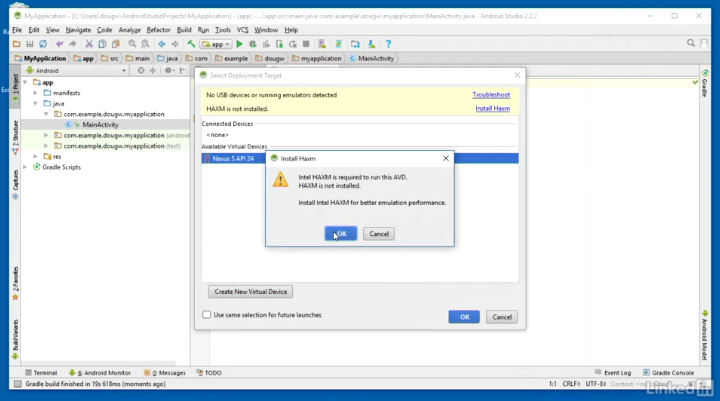 MyApplication - [C:\Users\dougw\AndroidStudioProjects\MyApplication] - [app] - ...\app\src\main\java\com\example\dougw\myapplication\MainActivity.java - Android Studio 2.2.2
File Edit View Navigate Code Analyze Refactor Build Run Tools VCS Window Help
app
MyApplication app src main java com example dougw myapplication MainActivity
Android
1: Project
Gradle
app
manifests
java
com.example.dougw.myapplication
MainActivity
com.example.dougw.myapplication (android
com.example.dougw.myapplication (test)
res
Gradle Scripts
Z: Structure
Captures
2: Favorites
Build Variants
Android Model
Select Deployment Target
No USB devices or running emulators detected Troubleshoot
HAXM is not installed. Install Haxm
Connected Devices
<none>
Available Virtual Devices
Nexus 5 API 24
Install Haxm
Intel HAXM is required to run this AVD.
HAXM is not installed.
Install Intel HAXM for better emulation performance.
OK Cancel
Create New Virtual Device
Use same selection for future launches OK Cancel
Terminal 6: Android Monitor 0: Messages TODO Event Log Gradle Console
Gradle build finished in 19s 618ms (moments ago) 1:1 CRLF÷ UTF-8÷ Context: <no
LinkedIn